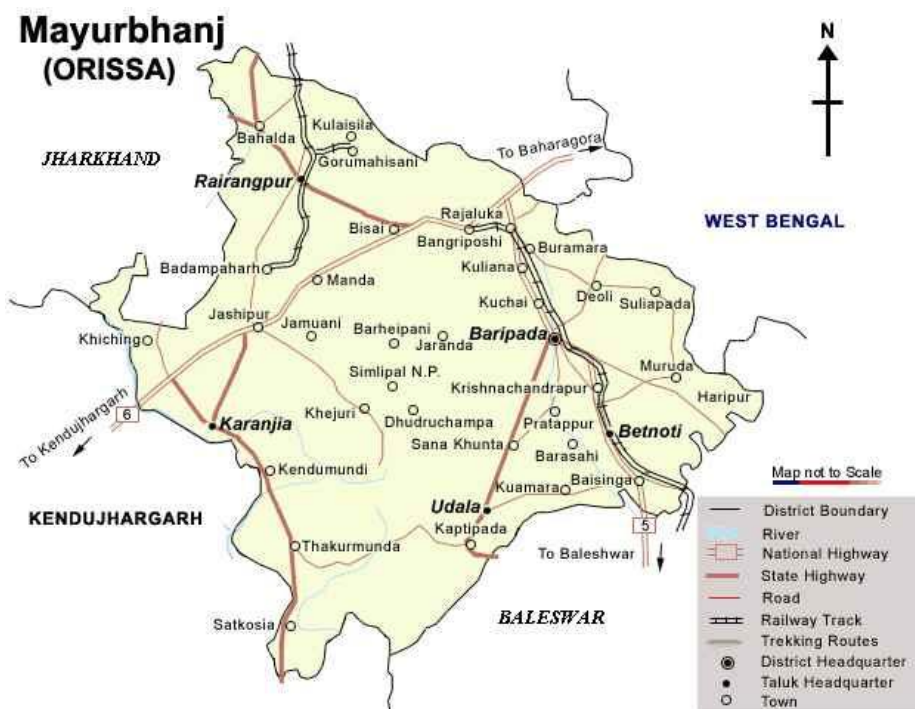 Mayurbhanj
(ORISSA)
N
JHARKHAND
Kulaisila
Bahalda
Gorumahisani
To Baharagora
Rairangpur
WEST BENGAL
Rajaluka
Bisai
Bangriposhi
Buramara
Badampaharh
Kuliana
Manda
Deoli
Suliapada
Kuchai
Jashipur
Jamuani
Barheipani
Jaranda
Baripada
Khiching
Simlipal N.P.
Muruda
Krishnachandrapur
Haripur
6
To Kendujhargarh
Khejuri
Dhudruchampa
Pratappur
Karanjia
Sana Khunta
Betnoti
Barasahi
Kendumundi
Kuamara
Baisinga
Map not to Scale
KENDUJHARGARH
Udala
5
Kaptipada
Thakurmunda
To Baleshwar
BALESWAR
Satkosia
District Boundary
River
National Highway
State Highway
Road
Railway Track
Trekking Routes
District Headquarter
Taluk Headquarter
Town